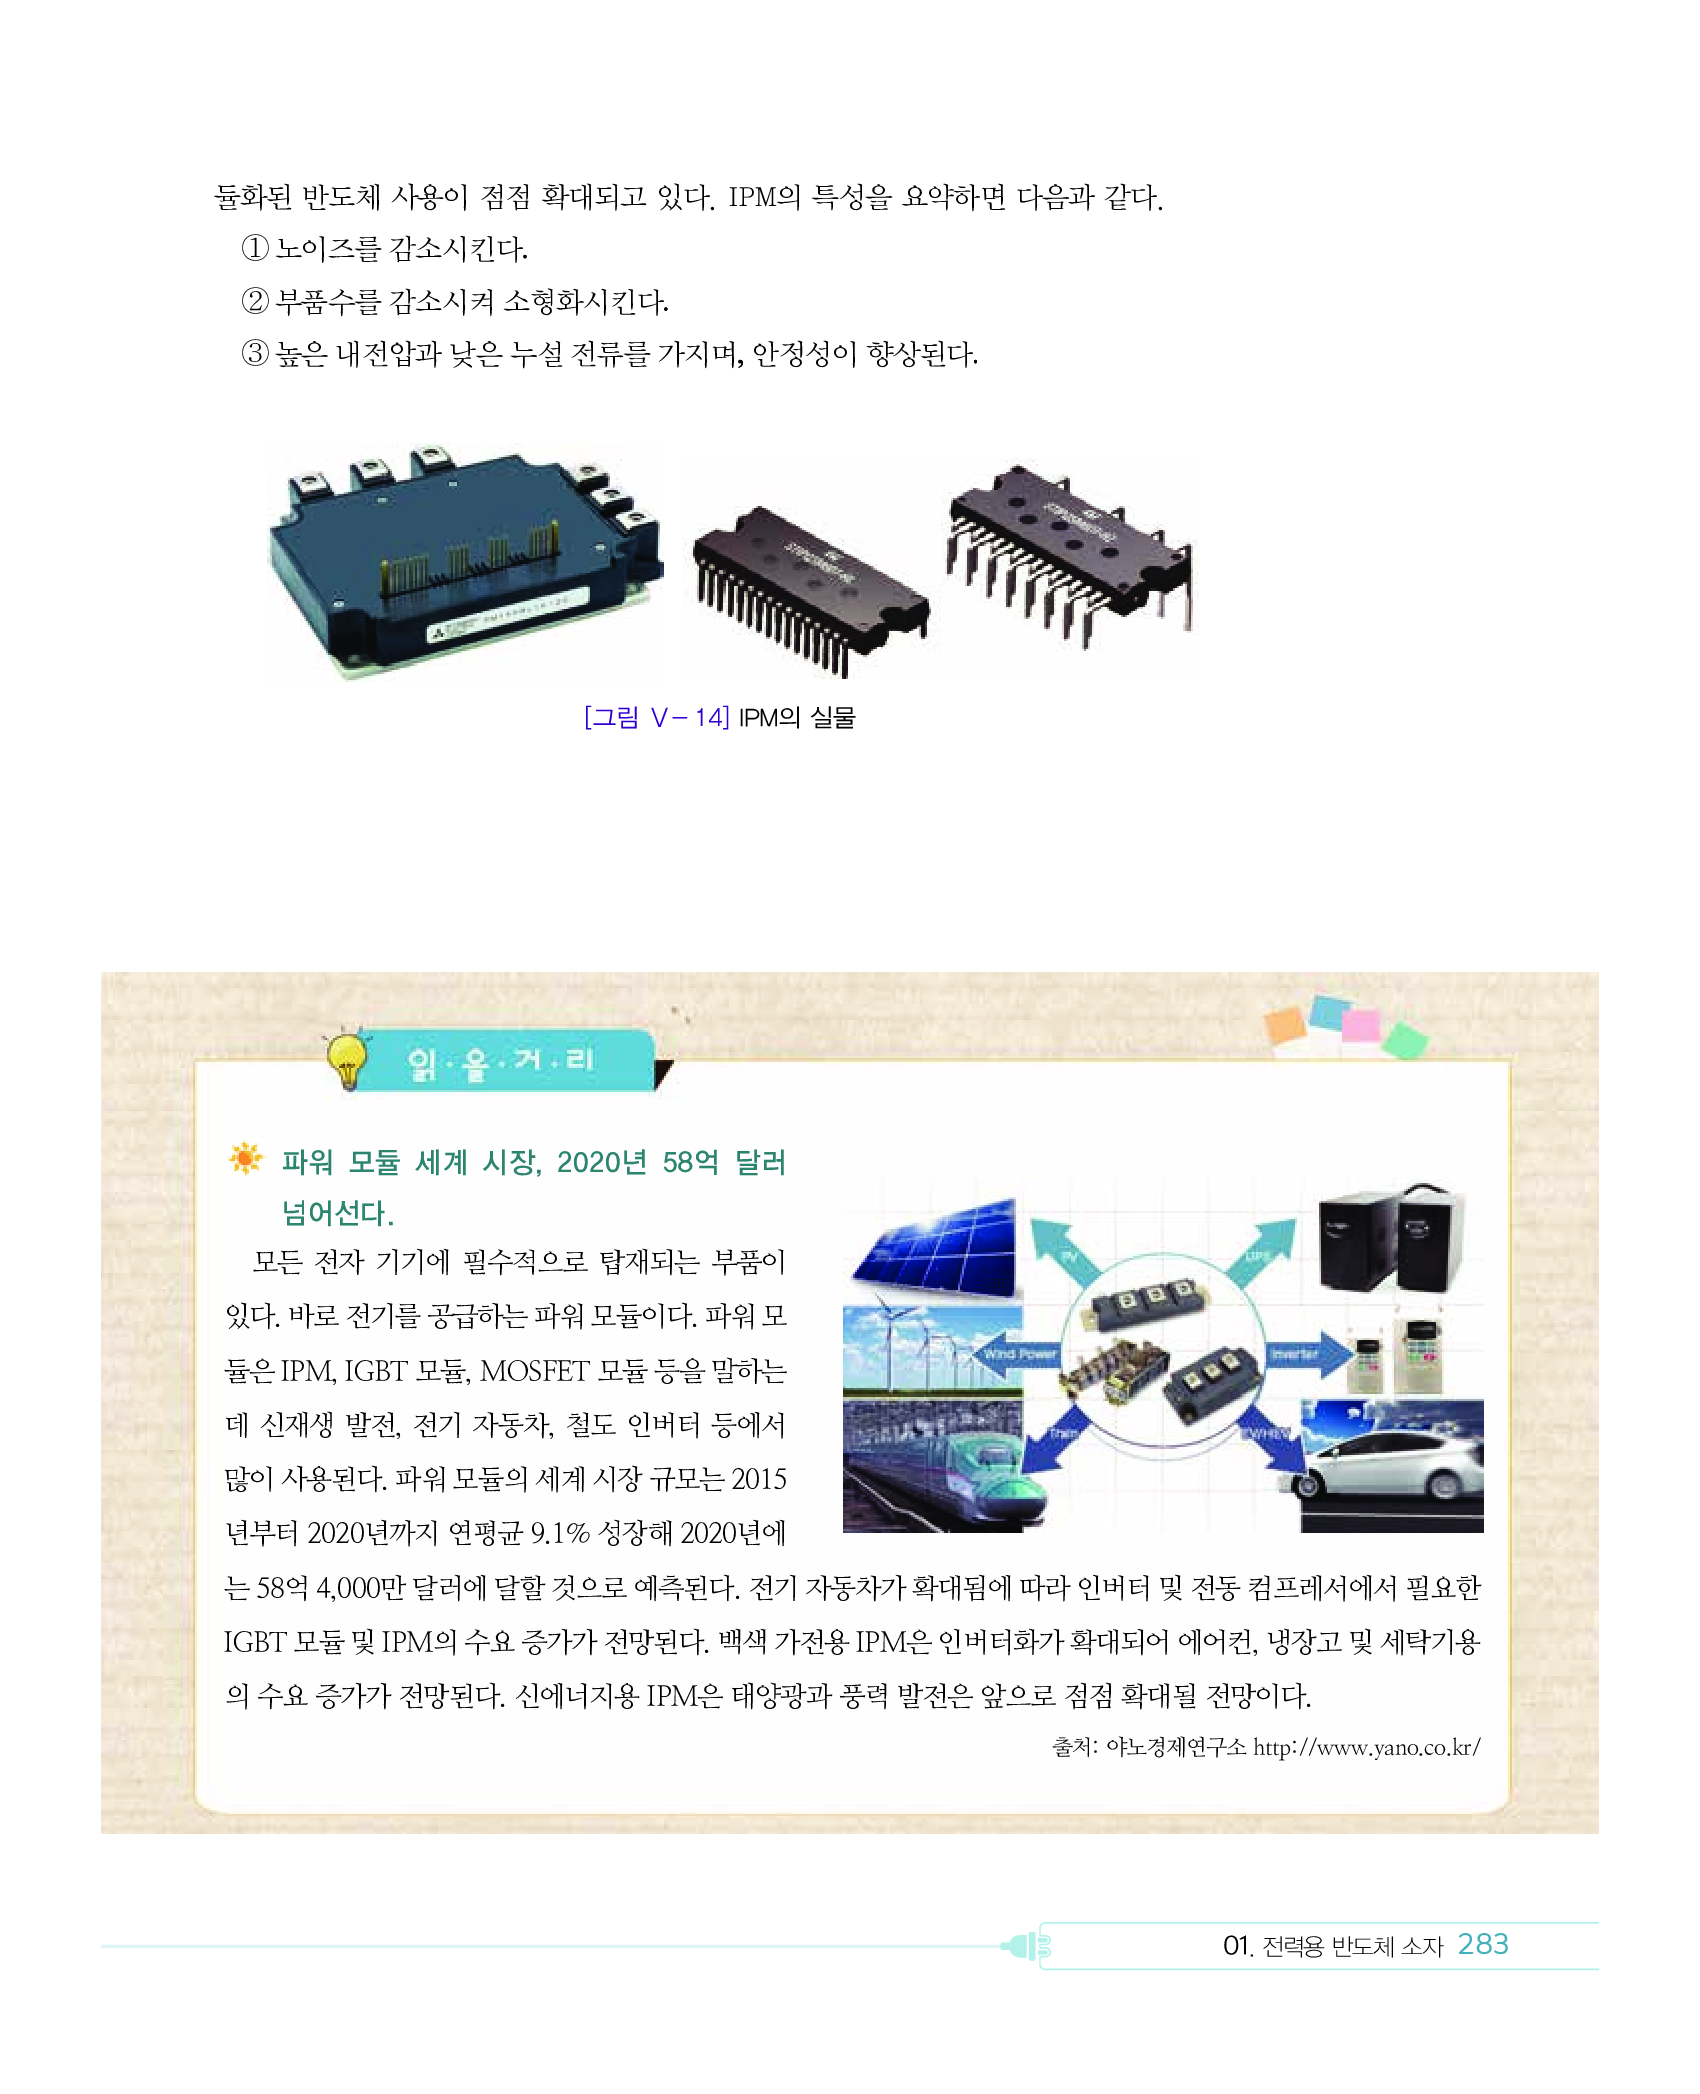 듈화된 반도체 사용이 점점 확대되고 있다. IPM의 특성을 요약하면 다음과 같다.
① 노이즈를 감소시킨다.
② 부품수를 감소시켜 소형화시킨다.
③ 높은 내전압과 낮은 누설 전류를 가지며, 안정성이 향상된다.
[그림 Ⅴ-14] IPM의 실물
읽·을·거·리
파워 모듈 세계 시장, 2020년 58억 달러
넘어선다.
모든 전자 기기에 필수적으로 탑재되는 부품이
있다. 바로 전기를 공급하는 파워 모듈이다. 파워 모
듈은 IPM, IGBT 모듈, MOSFET 모듈 등을 말하는
데 신재생 발전, 전기 자동차, 철도 인버터 등에서
많이 사용된다. 파워 모듈의 세계 시장 규모는 2015
년부터 2020년까지 연평균 9.1% 성장해 2020년에
는 58억 4,000만 달러에 달할 것으로 예측된다. 전기 자동차가 확대됨에 따라 인버터 및 전동 컴프레서에서 필요한
IGBT 모듈 및 IPM의 수요 증가가 전망된다. 백색 가전용 IPM은 인버터화가 확대되어 에어컨, 냉장고 및 세탁기용
의 수요 증가가 전망된다. 신에너지용 IPM은 태양광과 풍력 발전은 앞으로 점점 확대될 전망이다.
PV
UPS
Wind Power
Inverter
출처: 야노경제연구소 http://www.yano.co.kr/
01. 전력용 반도체 소자 283